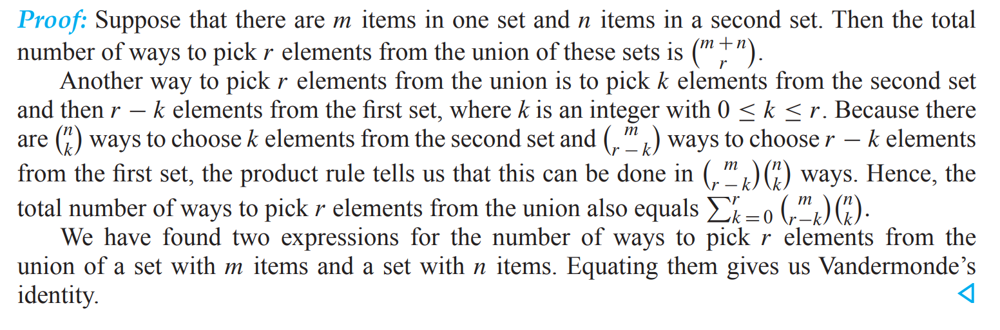 Proof: Suppose that there are m items in one set and n items in a second set. Then the total
number of ways to pick r elements from the union of these sets is $\binom{m+n}{r}$.
Another way to pick r elements from the union is to pick k elements from the second set
and then r − k elements from the first set, where k is an integer with 0 ≤ k ≤ r. Because there
are $\binom{n}{k}$ ways to choose k elements from the second set and $\binom{m}{r-k}$ ways to choose r − k elements
from the first set, the product rule tells us that this can be done in $\binom{m}{r-k}\binom{n}{k}$ ways. Hence, the
total number of ways to pick r elements from the union also equals $\sum_{k=0}^{r}\binom{m}{r-k}\binom{n}{k}$.
We have found two expressions for the number of ways to pick r elements from the
union of a set with m items and a set with n items. Equating them gives us Vandermonde’s
identity. ◁